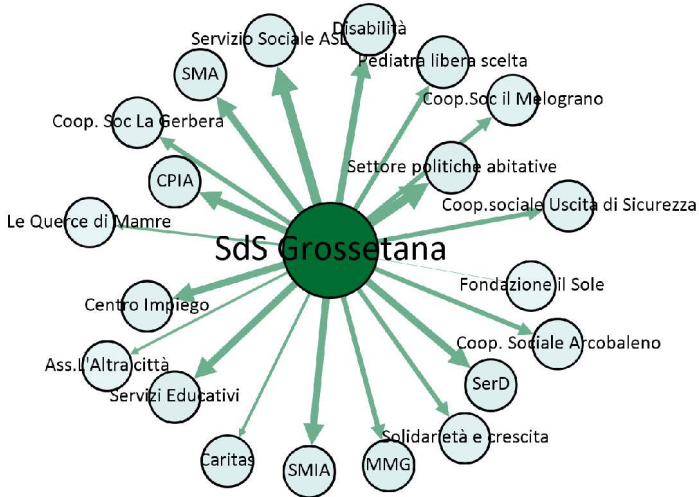 Disabilità
Servizio Sociale ASL
Pediatra libera scelta
SMA
Coop.Soc il Melograno
Coop. Soc La Gerbera
Settore politiche abitative
CPIA
Coop.sociale Uscita di Sicurezza
Le Querce di Mamre
SdS Grossetana
Fondazione il Sole
Centro Impiego
Coop. Sociale Arcobaleno
Ass.L'Altra città
SerD
Servizi Educativi
Solidarietà e crescita
Caritas
SMIA
MMG